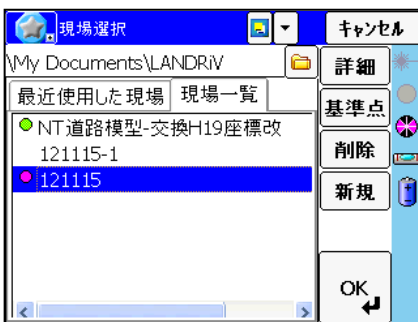 現場選択
キャンセル
\My Documents\LANDRiV
詳細
最近使用した現場
現場一覧
基準点
NT道路模型-交換H19座標改
121115-1
削除
121115
新規
OK